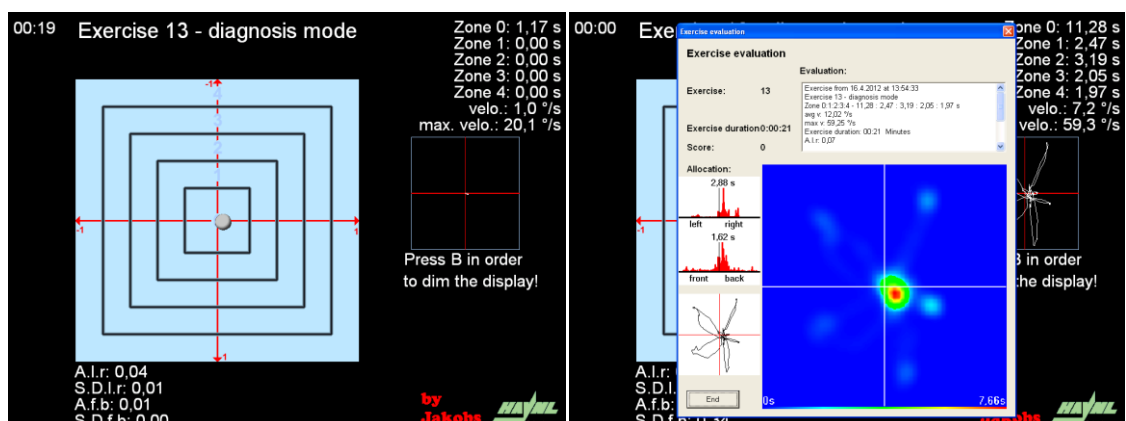 00:19
Exercise 13 - diagnosis mode
Zone 0: 1,17 s
Zone 1: 0,00 s
Zone 2: 0,00 s
Zone 3: 0,00 s
Zone 4: 0,00 s
velo.: 1,0 °/s
max. velo.: 20,1 °/s
-1
4
3
2
1
-1
1
1
Press B in order
to dim the display!
A.l.r: 0,04
S.D.l.r: 0,01
A.f.b: 0,01
S.D.f.b: 0,00
by
Jakobs
00:00
Exe
one 0: 11,28 s
Zone 1: 2,47 s
Zone 2: 3,19 s
Zone 3: 2,05 s
Zone 4: 1,97 s
velo.: 7,2 °/s
velo.: 59,3 °/s
Exercise evaluation
Exercise evaluation
Evaluation:
Exercise: 13
Exercise from 16.4.2012 at 13:54:33
Exercise 13 - diagnosis mode
Zone 0:1:2:3:4 - 11,28 : 2,47 : 3,19 : 2,05 : 1,97 s
avg v: 12,02 °/s
max v: 59,25 °/s
Exercise duration: 00:21 Minutes
A.l.r: 0,07
Exercise duration 0:00:21
Score: 0
Allocation:
2,88 s
left right
1,62 s
front back
End
0s
7.66s
-1
in order
the display!
A.l.r:
S.D.l.
A.f.b: